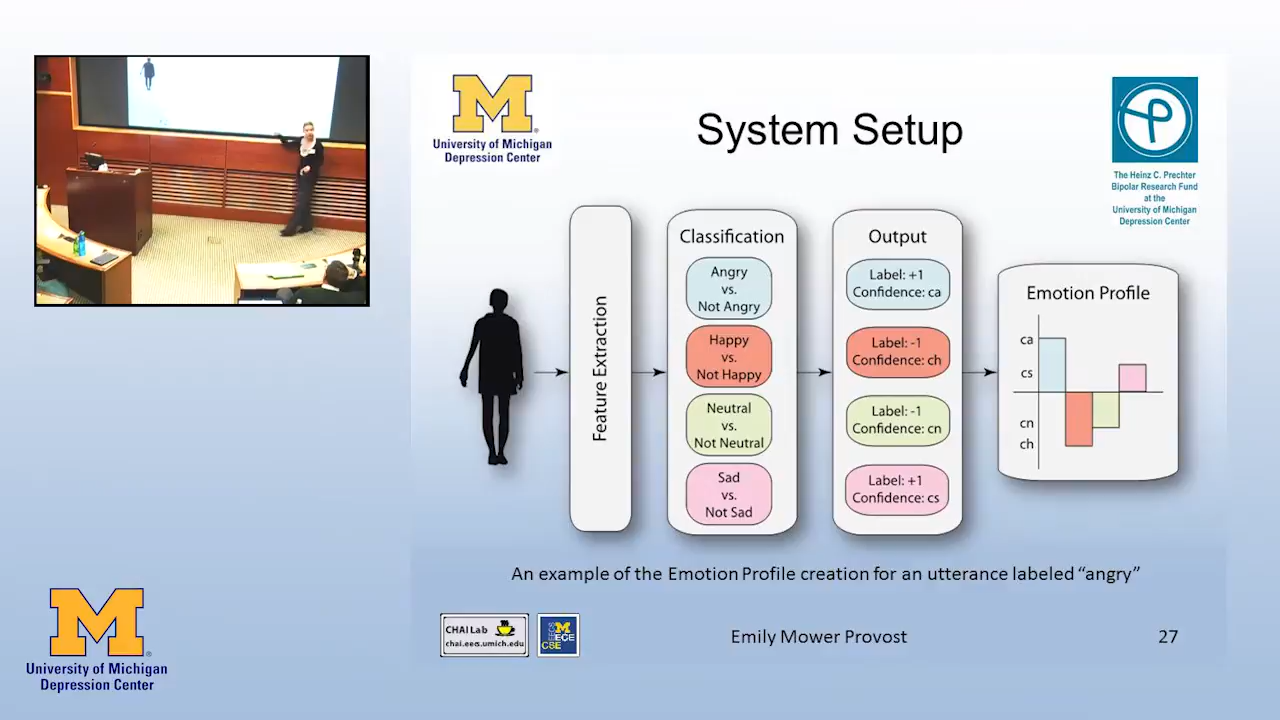 M
University of Michigan
Depression Center
System Setup
The Heinz C. Prechter
Bipolar Research Fund
at the
University of Michigan
Depression Center
Feature Extraction
Classification
Angry
vs.
Not Angry
Happy
vs.
Not Happy
Neutral
vs.
Not Neutral
Sad
vs.
Not Sad
Output
Label: +1
Confidence: ca
Label: -1
Confidence: ch
Label: -1
Confidence: cn
Label: +1
Confidence: cs
Emotion Profile
ca
cs
cn
ch
An example of the Emotion Profile creation for an utterance labeled “angry”
CHAI Lab
chai.eecs.umich.edu
EECS
M
ECE
CSE
Emily Mower Provost
27
M
University of Michigan
Depression Center